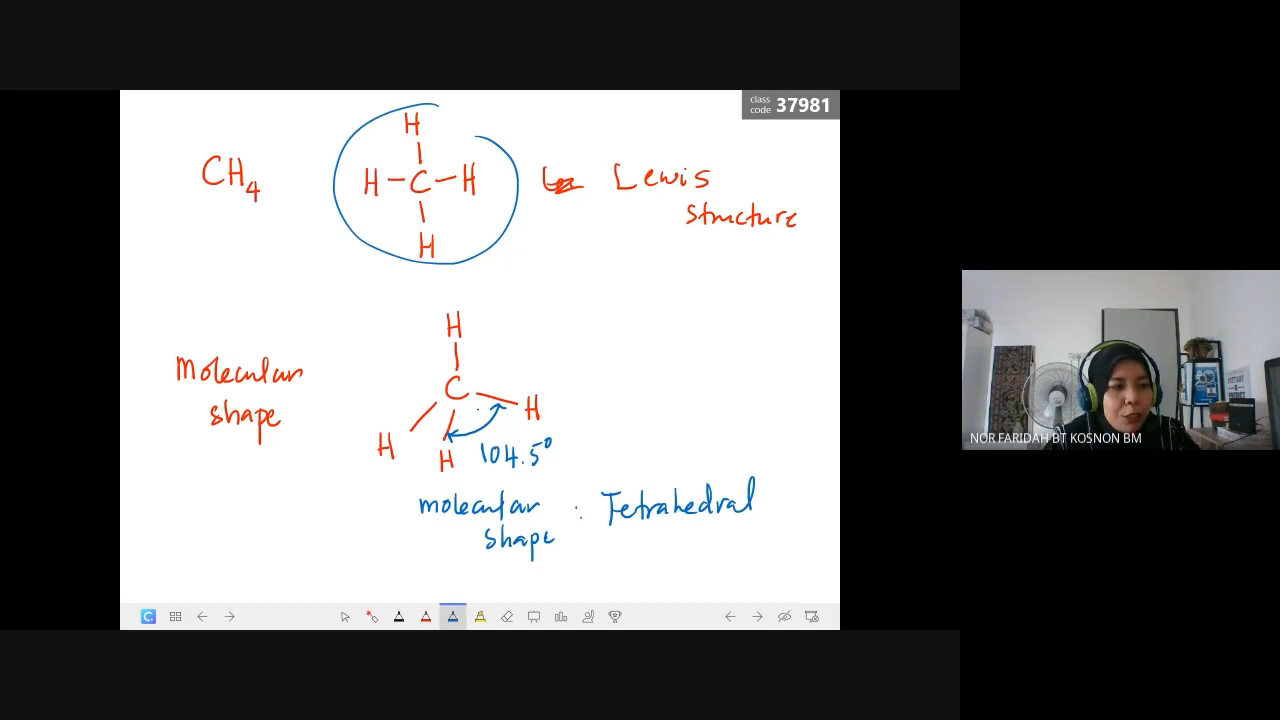 class
code 37981
H
CH4
H – C – H
Lewis
structure
H
H
Molecular
shape
C
H
H
H
104.5°
molecular
shape : Tetrahedral
NOR FARIDAH BT KOSNON BM